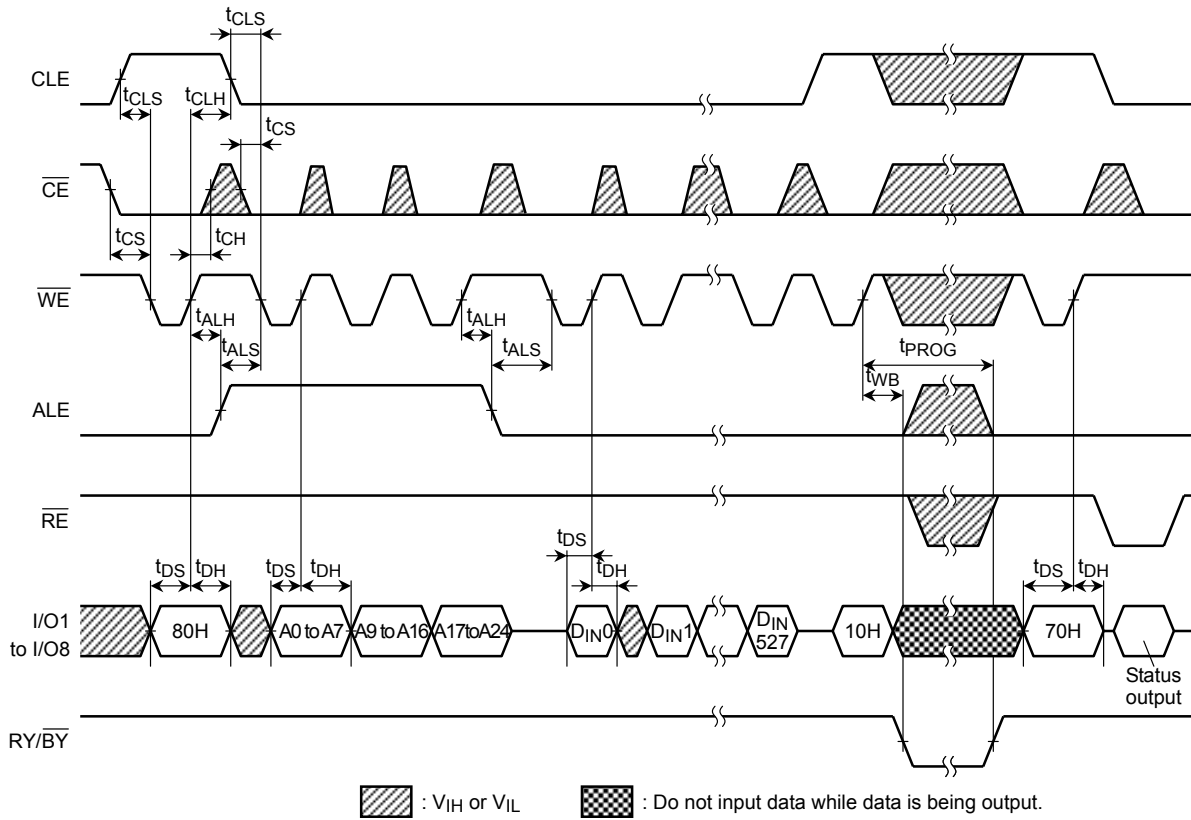 tCLS
CLE
tCLS tCLH
tCS
CE
tCS tCH
WE
tALH tALH
tALS tALS tPROG
tWB
ALE
RE
tDS tDH tDS tDH tDS tDH tDS tDH
I/O1
to I/O8
80H A0 to A7 A9 to A16 A17 to A24 DIN0 DIN1 DIN
527 10H 70H
Status
output
RY/BY
: VIH or VIL : Do not input data while data is being output.